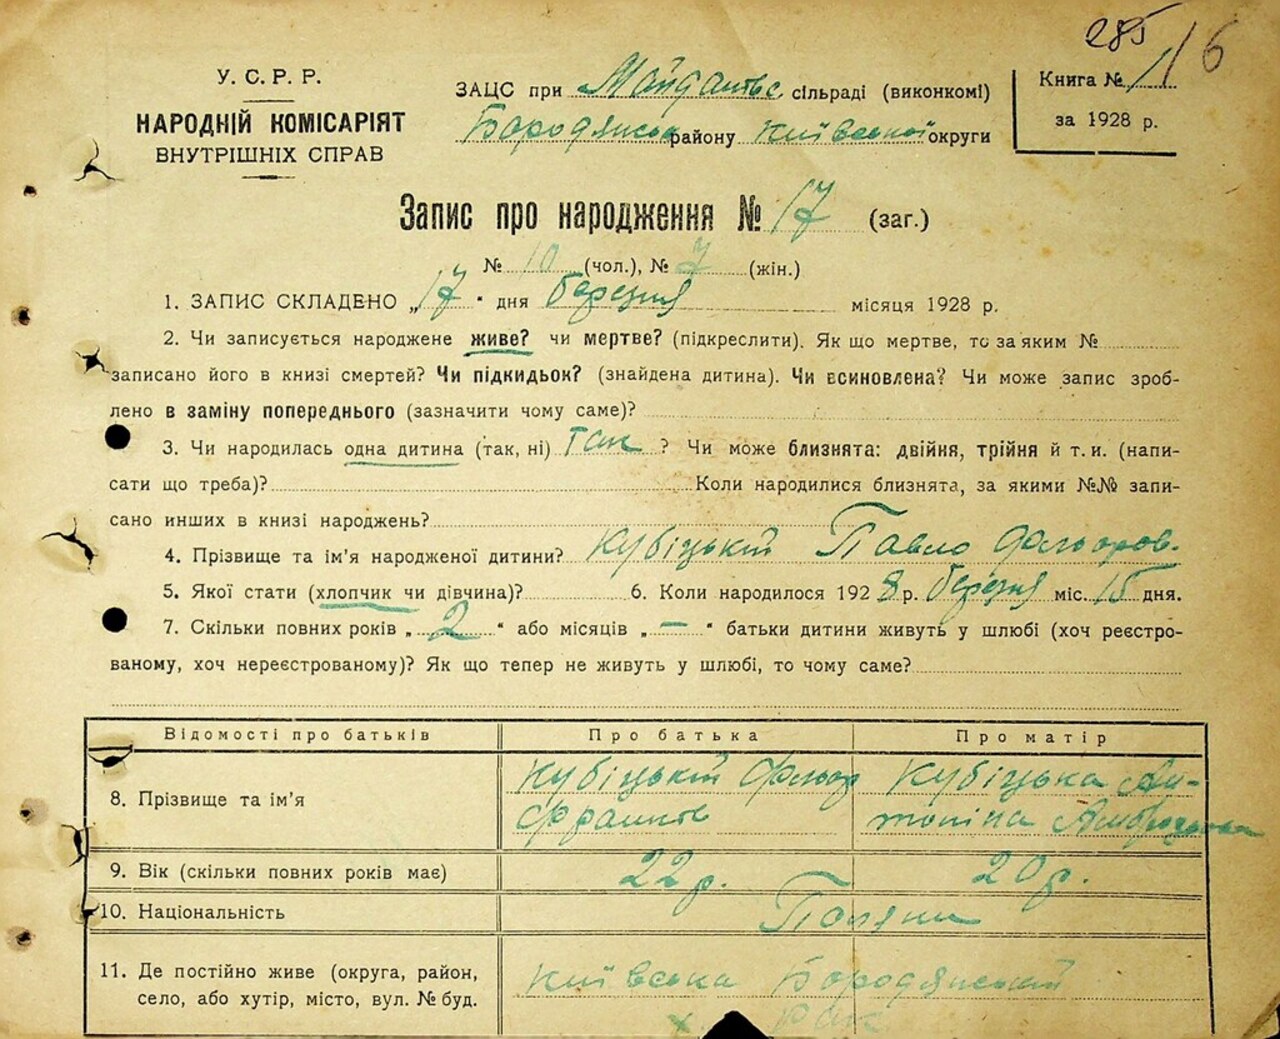 285
16
У. С. Р. Р.
НАРОДНІЙ КОМІСАРІЯТ
ВНУТРІШНІХ СПРАВ
ЗАЦС при Майданськ. сільраді (виконкомі)
Бородянськ району Київської округи
Книга № 1
за 1928 р.
Запис про народження № 17 (заг.)
№ 10 (чол.), № 7 (жін.)
1. ЗАПИС СКЛАДЕНО „17“ дня березня місяця 1928 р.
2. Чи записується народжене живе? чи мертве? (підкреслити). Як що мертве, то за яким №
записано його в книзі смертей? Чи підкидьок? (знайдена дитина). Чи всиновлена? Чи може запис зроб-
лено в заміну попереднього (зазначити чому саме)?
3. Чи народилась одна дитина (так, ні) так ? Чи може близнята: двійня, трійня й т. и. (напи-
сати що треба)? Коли народилися близнята, за якими №№ запи-
сано инших в книзі народжень?
4. Прізвище та ім’я народженої дитини? Кубіцький Павло Фльоров.
5. Якої стати (хлопчик чи дівчина)? 6. Коли народилося 1928 р. березня міс. 15 дня.
7. Скільки повних років „ 2 “ або місяців „ — “ батьки дитини живуть у шлюбі (хоч реєстро-
ваному, хоч нереєстрованому)? Як що тепер не живуть у шлюбі, то чому саме?
Відомості про батьків Про батька Про матір
8. Прізвище та ім’я Кубіцький Фльор Кубіцька Ан-
тоніна
9. Вік (скільки повних років має) 22 р. 20 р.
10. Національність Поляки
11. Де постійно живе (округа, район,
село, або хутір, місто, вул. № буд.
Київська Бородянський
х. Рак